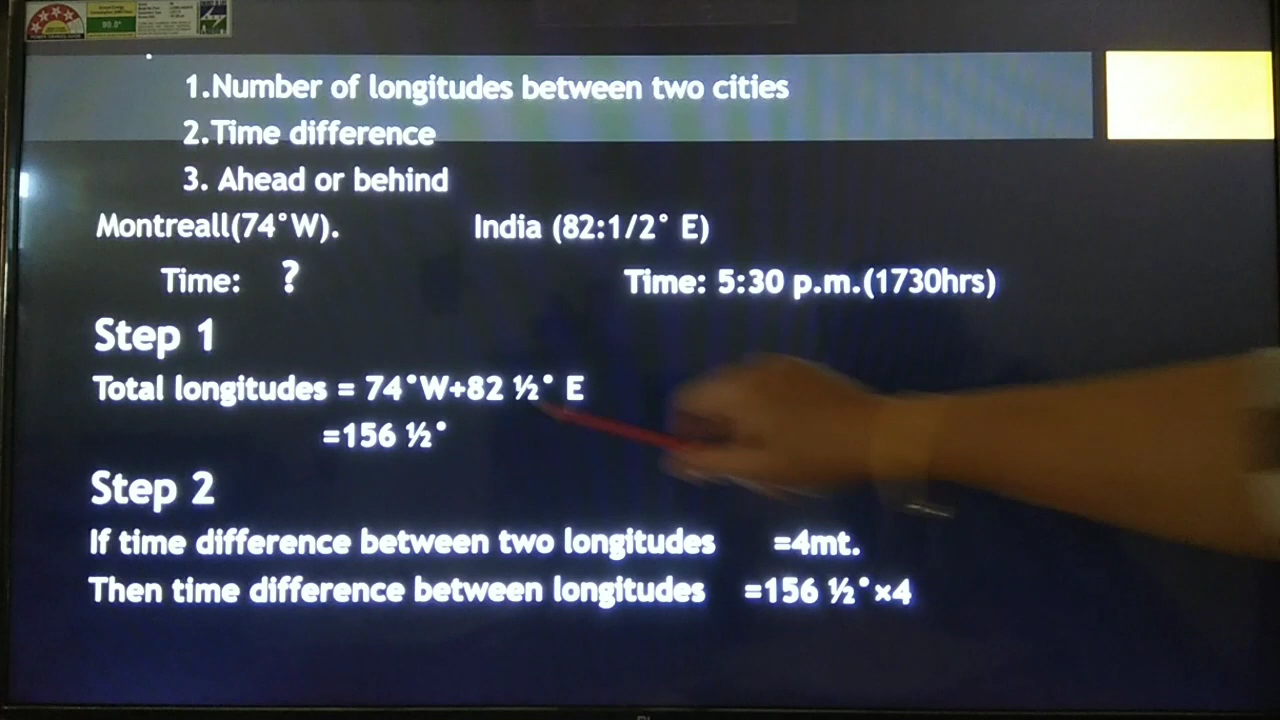 1.Number of longitudes between two cities
2.Time difference
3. Ahead or behind
Montreall(74°W). India (82:1/2° E)
Time: ? Time: 5:30 p.m.(1730hrs)
Step 1
Total longitudes = 74°W+82 ½° E
=156 ½°
Step 2
If time difference between two longitudes =4mt.
Then time difference between longitudes =156 ½°×4